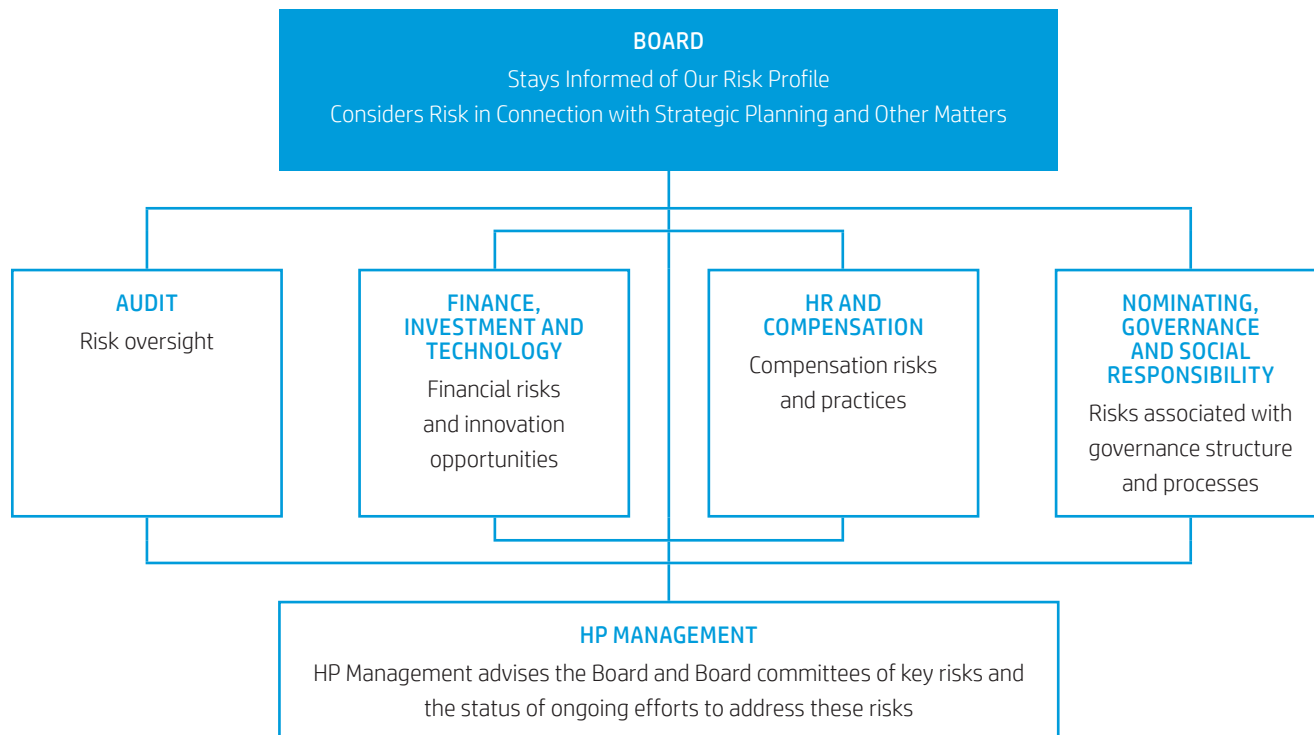 BOARD
Stays Informed of Our Risk Profile
Considers Risk in Connection with Strategic Planning and Other Matters
AUDIT
Risk oversight
FINANCE,
INVESTMENT AND
TECHNOLOGY
Financial risks
and innovation
opportunities
HR AND
COMPENSATION
Compensation risks
and practices
NOMINATING,
GOVERNANCE
AND SOCIAL
RESPONSIBILITY
Risks associated with
governance structure
and processes
HP MANAGEMENT
HP Management advises the Board and Board committees of key risks and
the status of ongoing efforts to address these risks